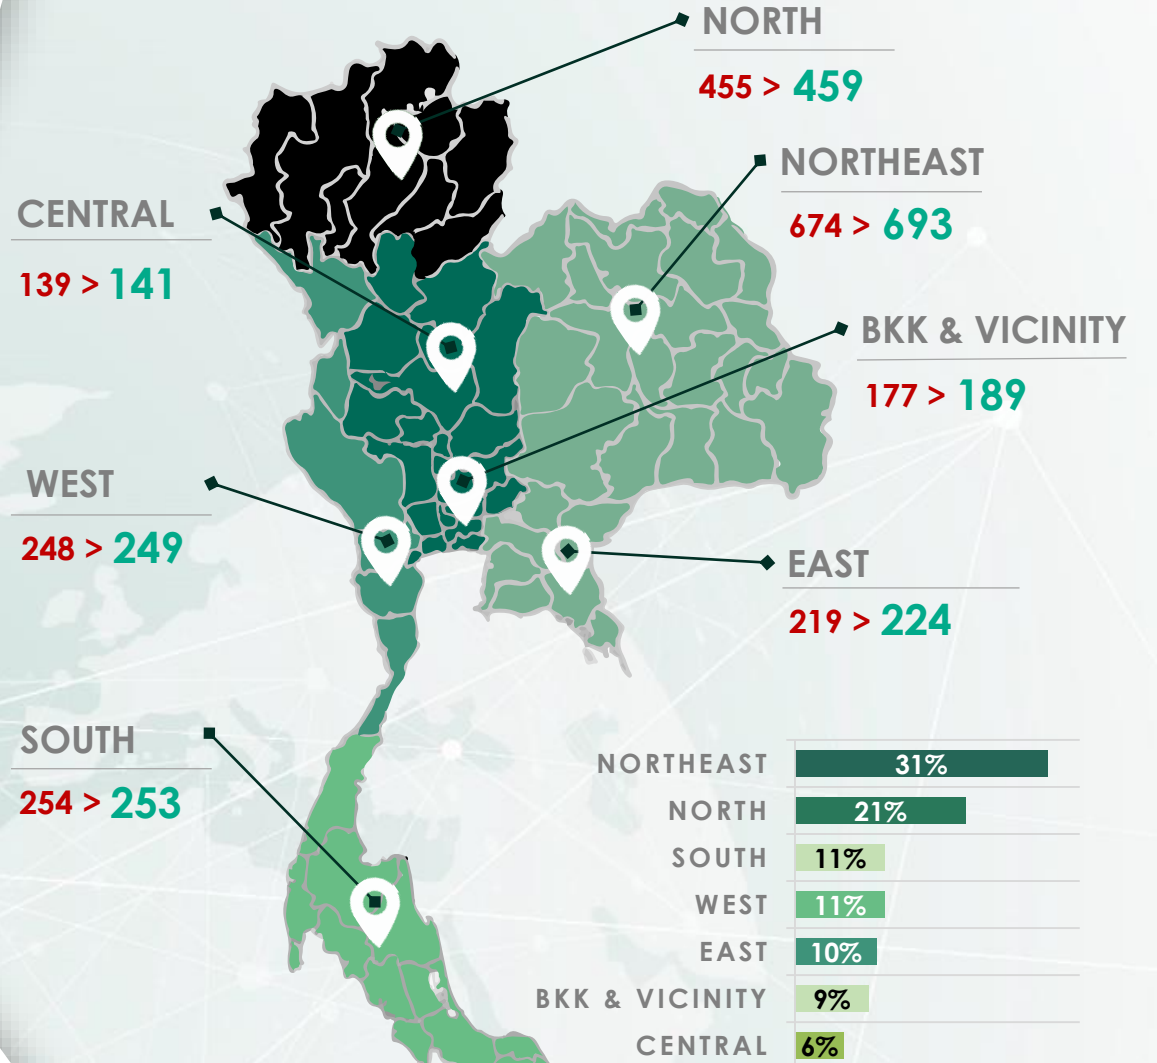 NORTH
455 > 459
NORTHEAST
674 > 693
CENTRAL
139 > 141
BKK & VICINITY
177 > 189
WEST
248 > 249
EAST
219 > 224
SOUTH
254 > 253
NORTHEAST 31%
NORTH 21%
SOUTH 11%
WEST 11%
EAST 10%
BKK & VICINITY 9%
CENTRAL 6%